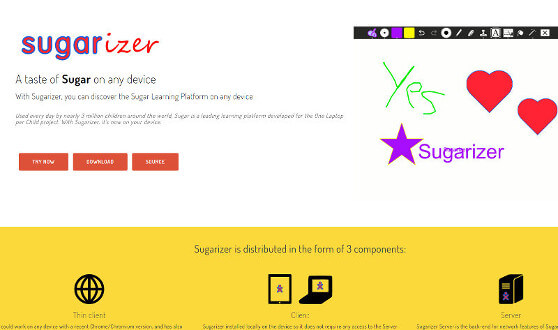 sugarizer
A taste of Sugar on any device
With Sugarizer, you can discover the Sugar Learning Platform on any device
Used every day by nearly 3 million children around the world, Sugar is a leading learning platform developed for the One Laptop
per Child project. With Sugarizer, it's now on your device.
TRY NOW DOWNLOAD SOURCE
Yes
Sugarizer
Sugarizer is distributed in the form of 3 components:
Thin client Client Server
could work on any device with a recent Chrome/Chromium version, and has also
Sugarizer installed locally on the device so it does not require any access to the Server
Sugarizer Server is the back-end for network features of Sugar